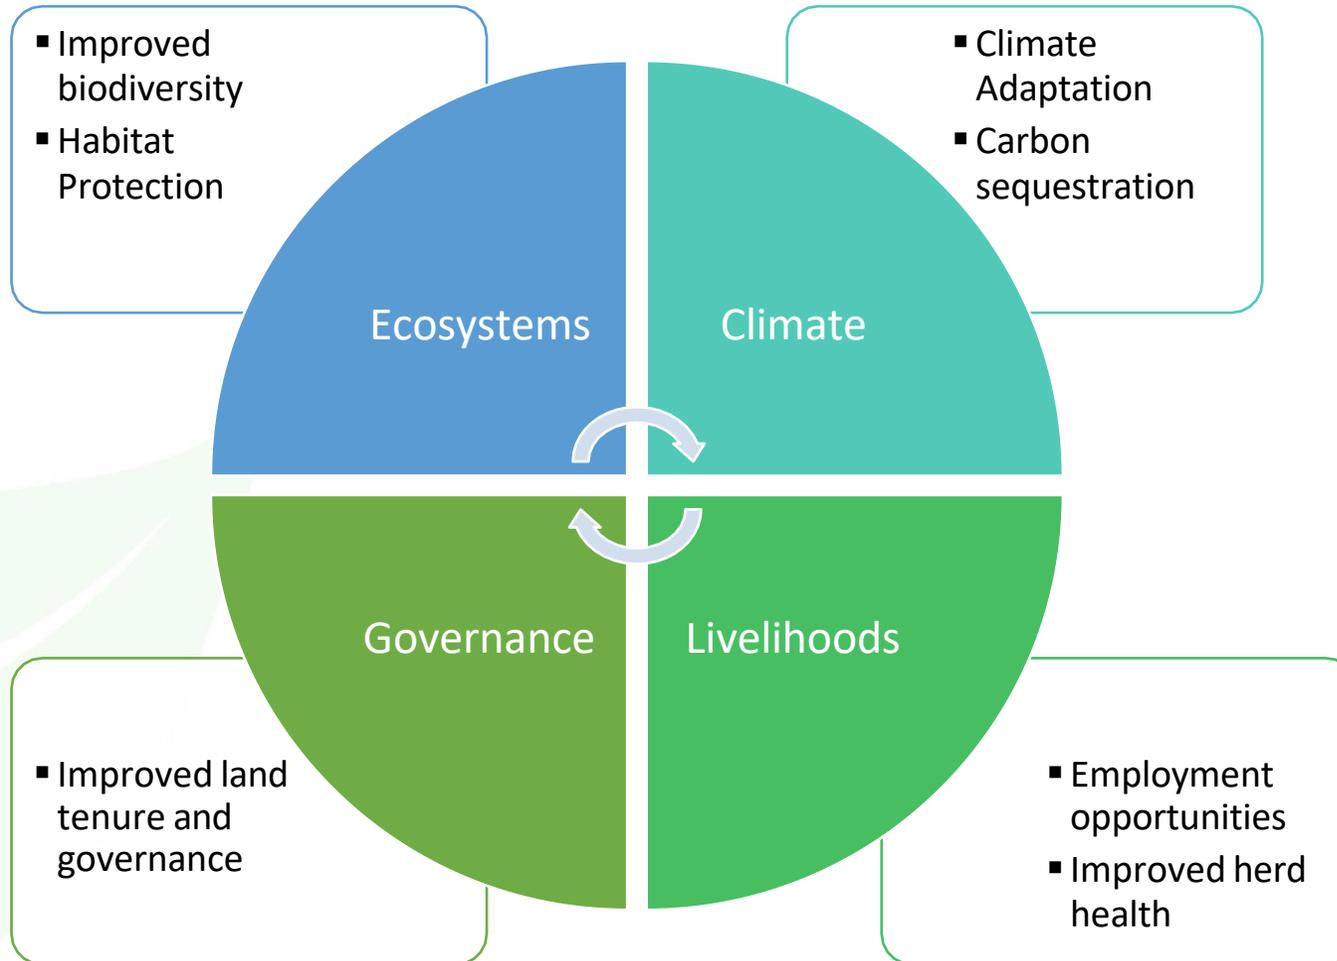 ▪ Improved
biodiversity
▪ Habitat
Protection
▪ Climate
Adaptation
▪ Carbon
sequestration
Ecosystems
Climate
Governance
Livelihoods
▪ Improved land
tenure and
governance
▪ Employment
opportunities
▪ Improved herd
health